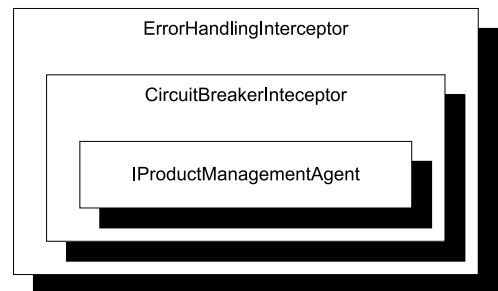 ErrorHandlingInterceptor
CircuitBreakerInteceptor
IProductManagementAgent